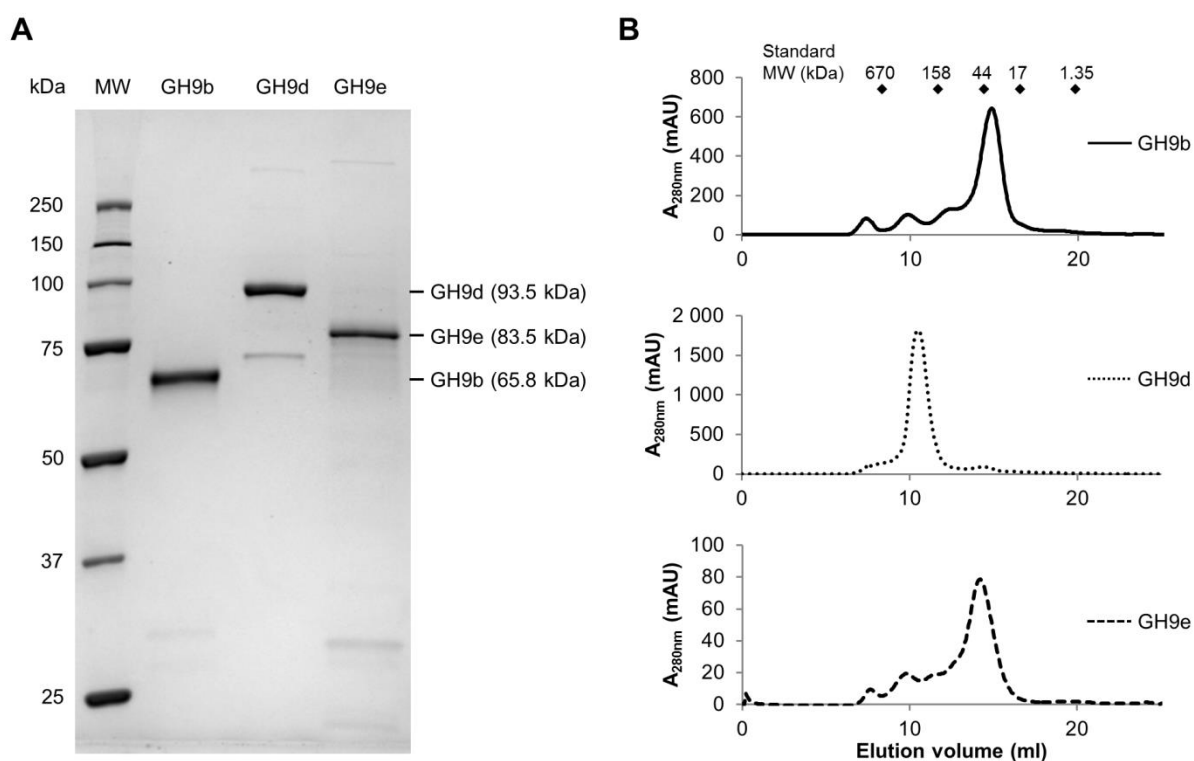 A
kDa MW GH9b GH9d GH9e
250
150
100
75
50
37
25
GH9d (93.5 kDa)
GH9e (83.5 kDa)
GH9b (65.8 kDa)
B
Standard
MW (kDa) 670 158 44 17 1.35
800
600
400
200
0
A280nm (mAU)
0 10 20
GH9b
2 000
1 500
1 000
500
0
A280nm (mAU)
0 10 20
GH9d
100
80
60
40
20
0
A280nm (mAU)
0 10 20
Elution volume (ml)
GH9e